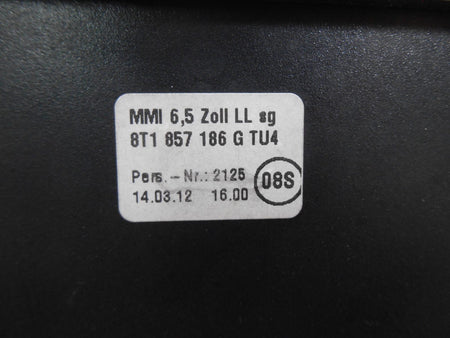 MMI 6,5 Zoll LL sg
8T1 857 186 G TU4
Pers.-Nr.: 2125
14.03.12 16.00
08S